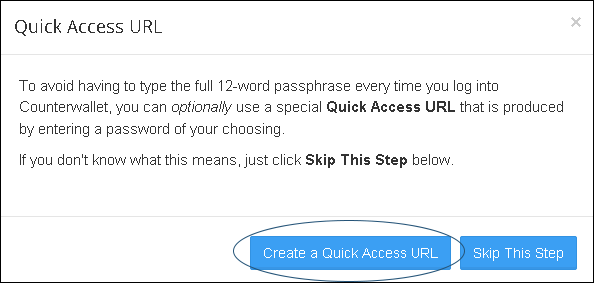 Quick Access URL
×
To avoid having to type the full 12-word passphrase every time you log into
Counterwallet, you can optionally use a special Quick Access URL that is produced
by entering a password of your choosing.
If you don't know what this means, just click Skip This Step below.
Create a Quick Access URL
Skip This Step